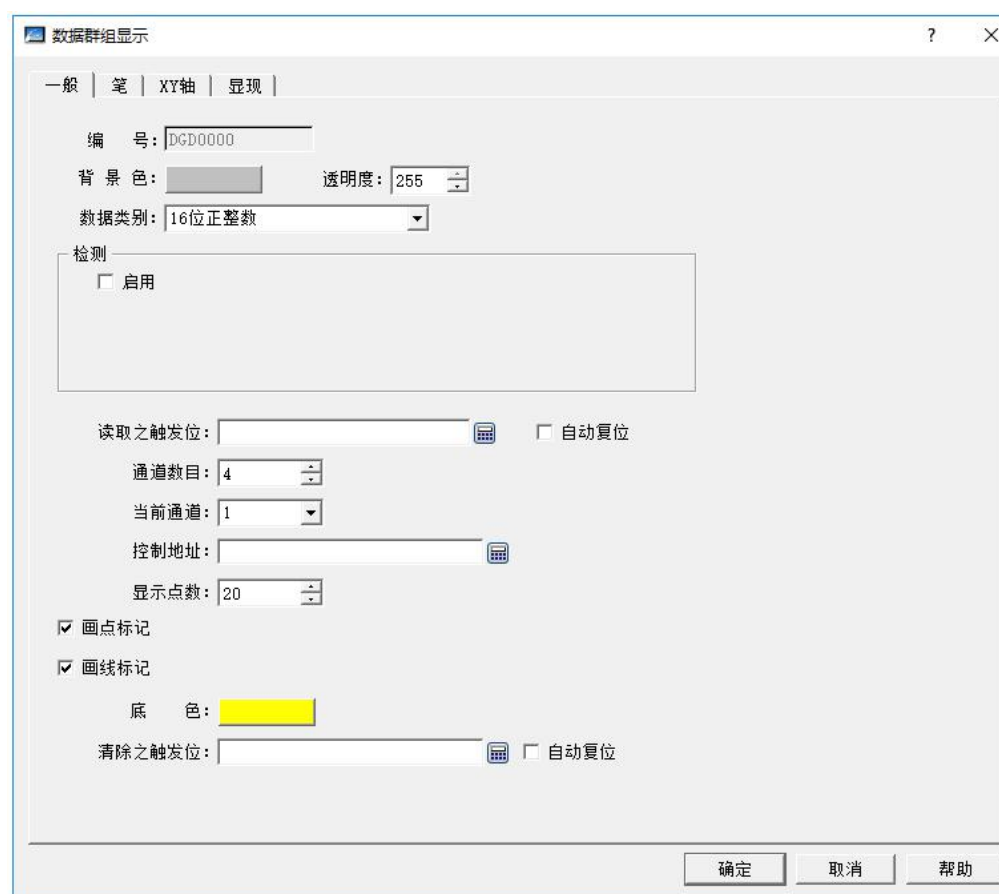 数据群组显示 ?
一般 笔 XY轴 显现
编 号: DGD0000
背 景 色: 透明度: 255
数据类别: 16位正整数
检测
启用
读取之触发位: 自动复位
通道数目: 4
当前通道: 1
控制地址:
显示点数: 20
画点标记
画线标记
底 色:
清除之触发位: 自动复位
确定 取消 帮助